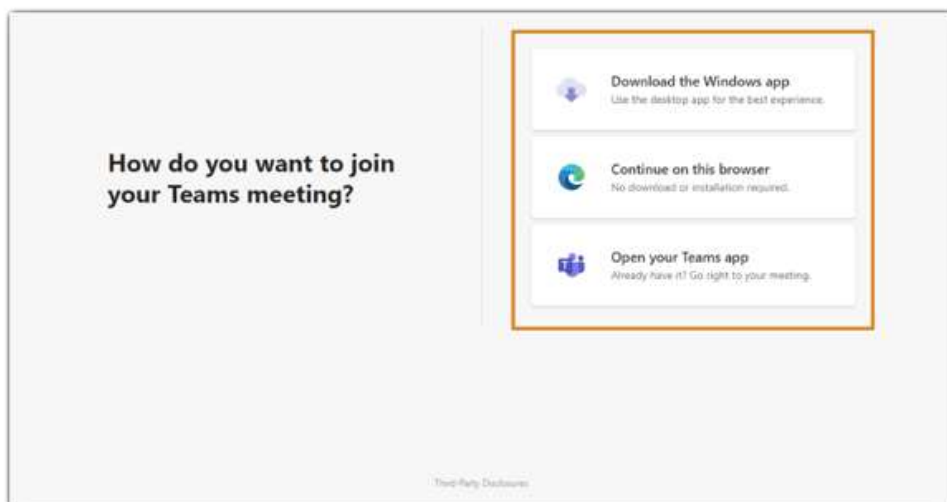 How do you want to join
your Teams meeting?
Download the Windows app
Use the desktop app for the best experience.
Continue on this browser
No download or installation required.
Open your Teams app
Already have it? Go right to your meeting.
Third-Party Disclosures